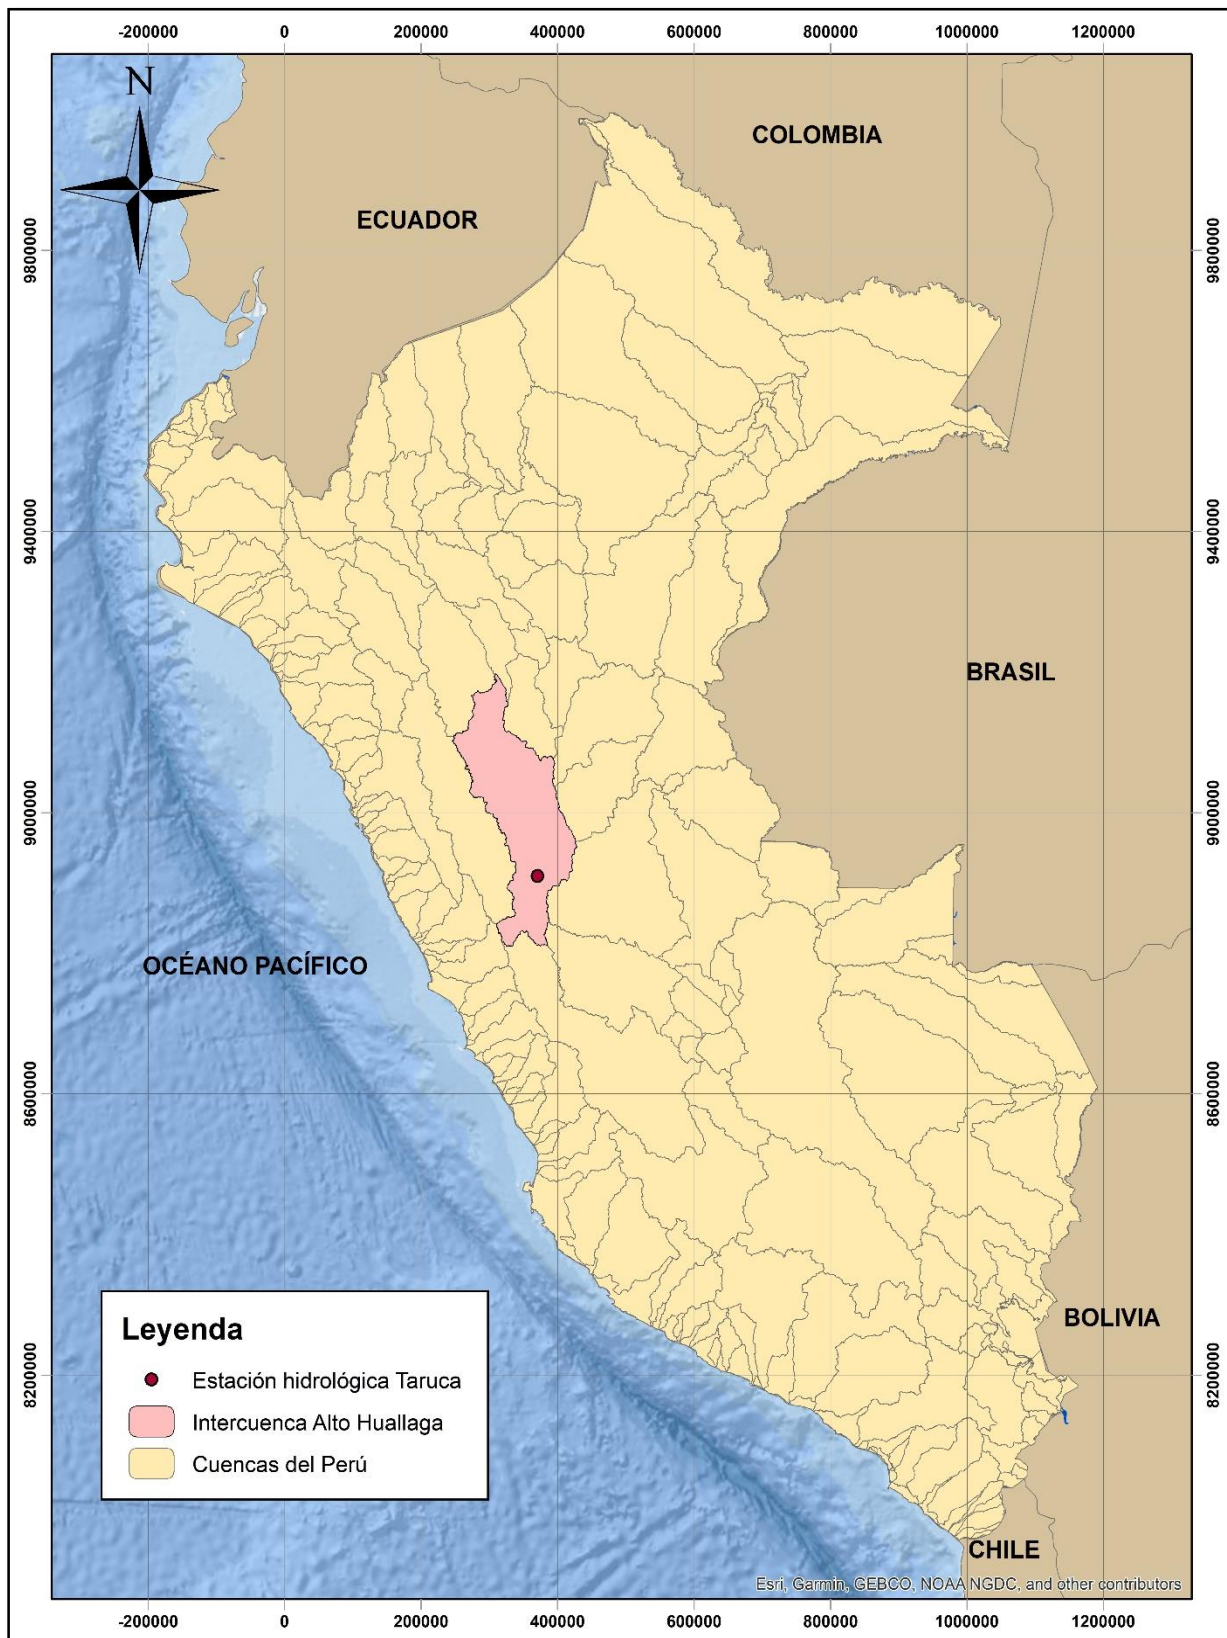 -200000 0 200000 400000 600000 800000 1000000 1200000
N
COLOMBIA
ECUADOR
9800000 9800000
9400000 9400000
BRASIL
9000000 9000000
OCÉANO PACÍFICO
8600000 8600000
Leyenda
Estación hidrológica Taruca
Intercuenca Alto Huallaga
Cuencas del Perú
BOLIVIA
8200000 8200000
CHILE
Esri, Garmin, GEBCO, NOAA NGDC, and other contributors
-200000 0 200000 400000 600000 800000 1000000 1200000